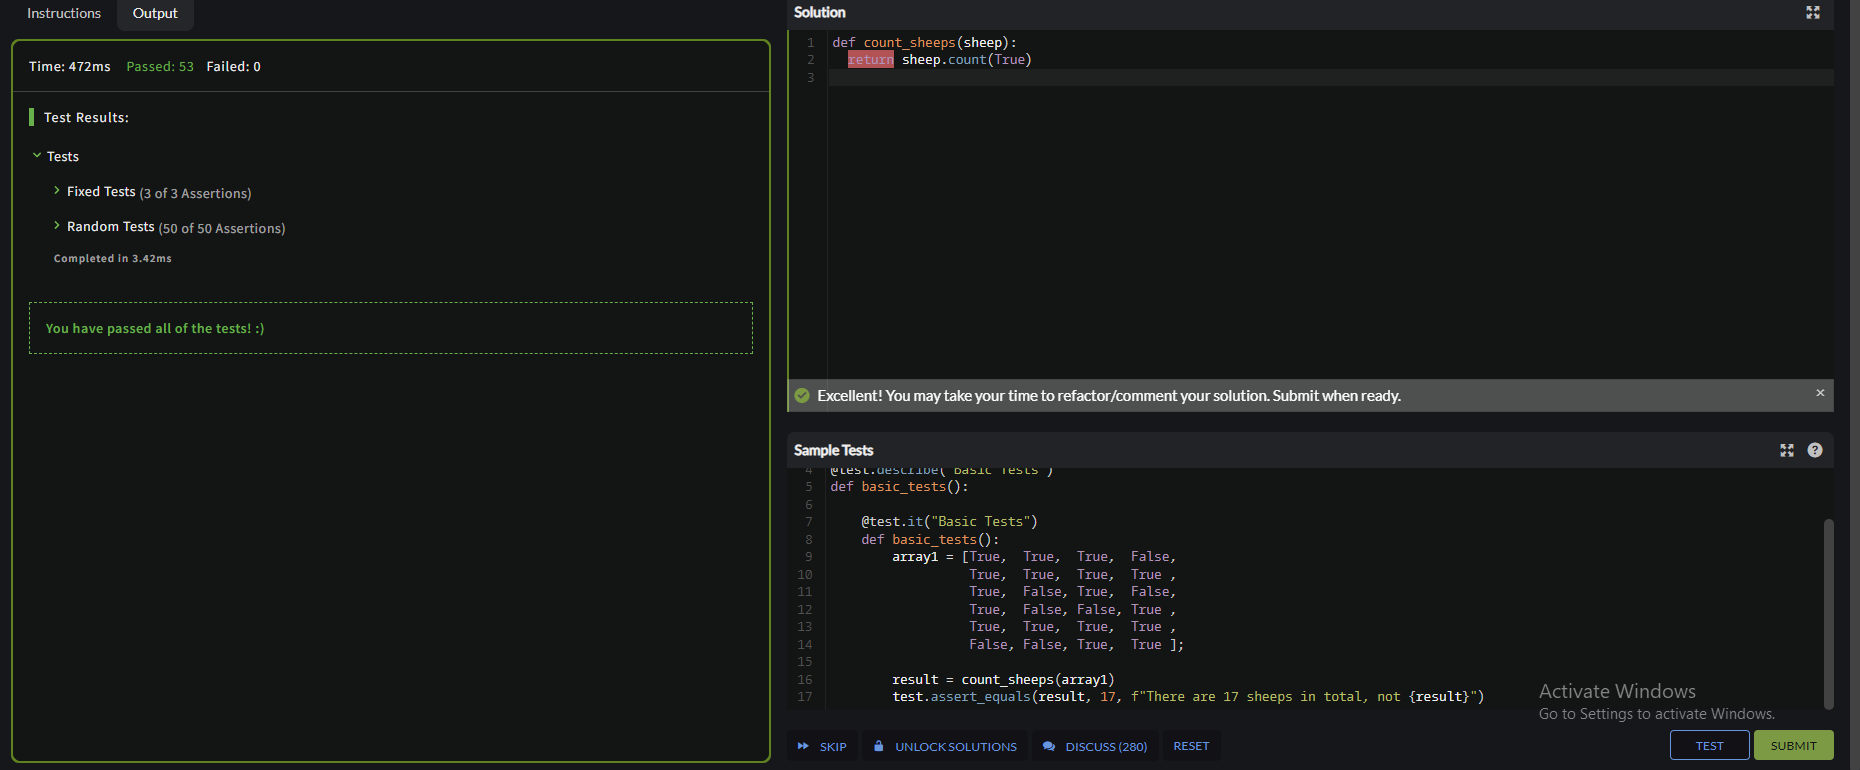 Instructions Output
Time: 472ms Passed: 53 Failed: 0
Test Results:
Tests
Fixed Tests (3 of 3 Assertions)
Random Tests (50 of 50 Assertions)
Completed in 3.42ms
You have passed all of the tests! :)
Solution
1 def count_sheeps(sheep):
2 return sheep.count(True)
3
Excellent! You may take your time to refactor/comment your solution. Submit when ready. ×
Sample Tests ?
4 @test.describe("Basic Tests")
5 def basic_tests():
6
7 @test.it("Basic Tests")
8 def basic_tests():
9 array1 = [True, True, True, False,
10 True, True, True, True ,
11 True, False, True, False,
12 True, False, False, True ,
13 True, True, True, True ,
14 False, False, True, True ];
15
16 result = count_sheeps(array1)
17 test.assert_equals(result, 17, f"There are 17 sheeps in total, not {result}")
Activate Windows
Go to Settings to activate Windows.
SKIP UNLOCK SOLUTIONS DISCUSS (280) RESET TEST SUBMIT